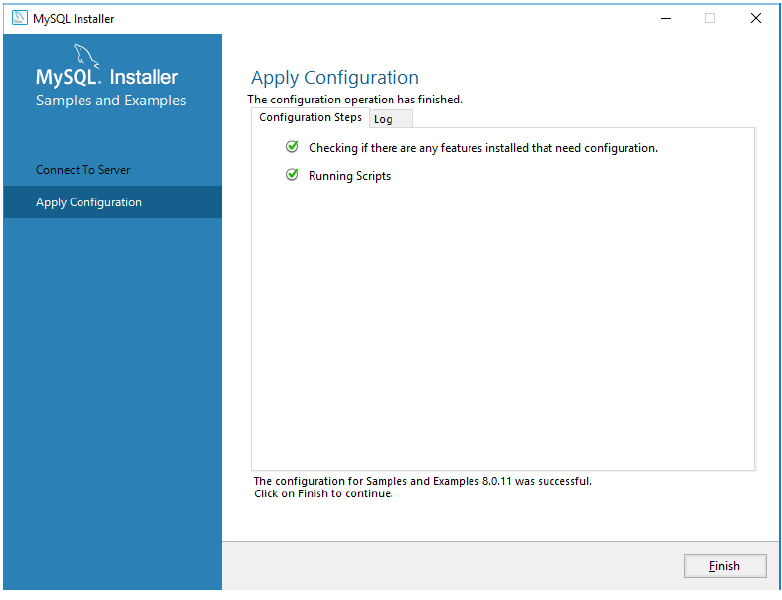 MySQL Installer
MySQL. Installer
Samples and Examples
Connect To Server
Apply Configuration
Apply Configuration
The configuration operation has finished.
Configuration Steps
Log
Checking if there are any features installed that need configuration.
Running Scripts
The configuration for Samples and Examples 8.0.11 was successful.
Click on Finish to continue.
Finish